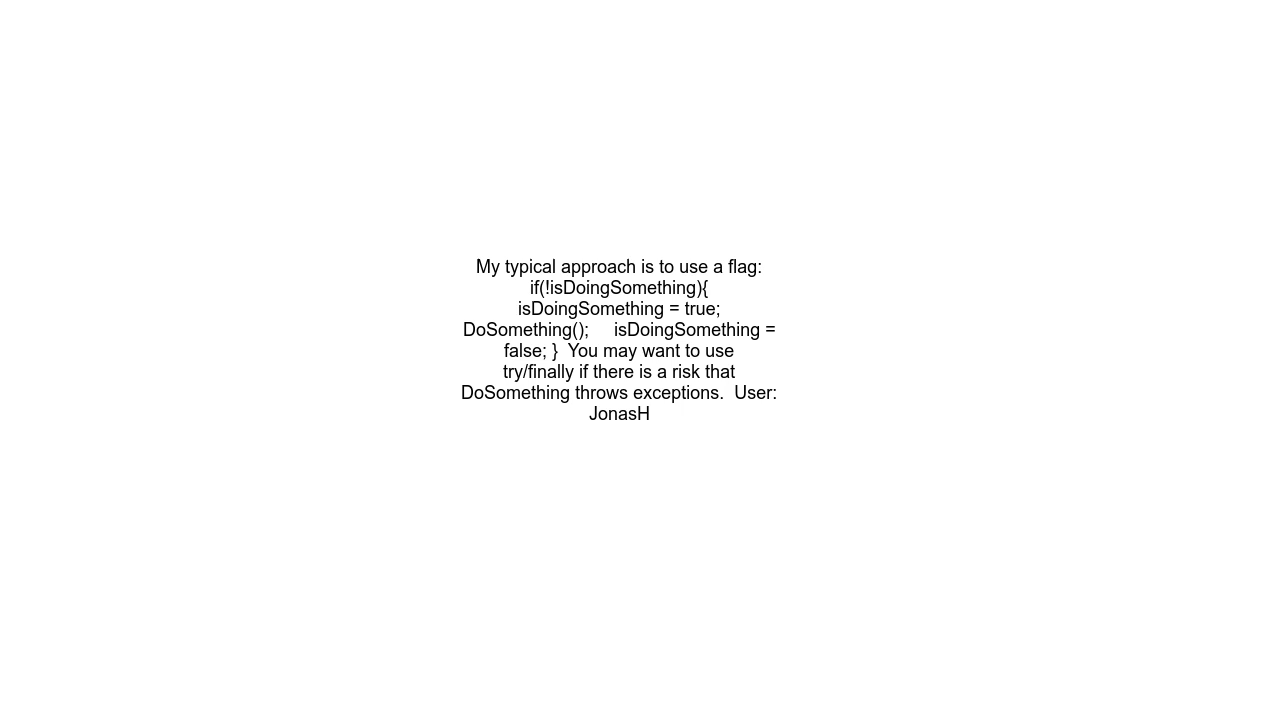 My typical approach is to use a flag:
if(!isDoingSomething){
isDoingSomething = true;
DoSomething();     isDoingSomething =
false; }  You may want to use
try/finally if there is a risk that
DoSomething throws exceptions.  User:
JonasH